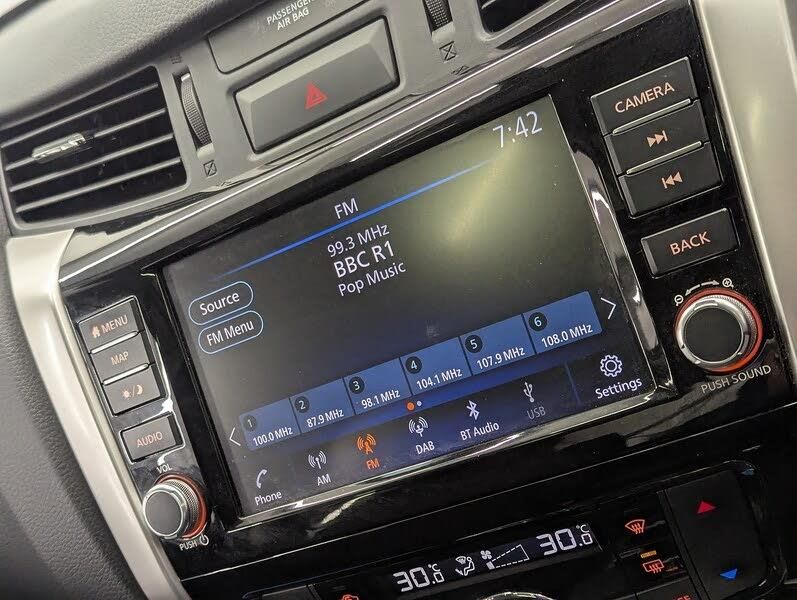 PASSENGER
AIR BAG
7:42
FM
99.3 MHz
BBC R1
Pop Music
Source
FM Menu
1 100.0 MHz
2 87.9 MHz
3 98.1 MHz
4 104.1 MHz
5 107.9 MHz
6 108.0 MHz
Phone
AM
FM
DAB
BT Audio
USB
Settings
MENU
MAP
AUDIO
VOL
PUSH
CAMERA
BACK
PUSH SOUND
30.0 °C
30.0 °C